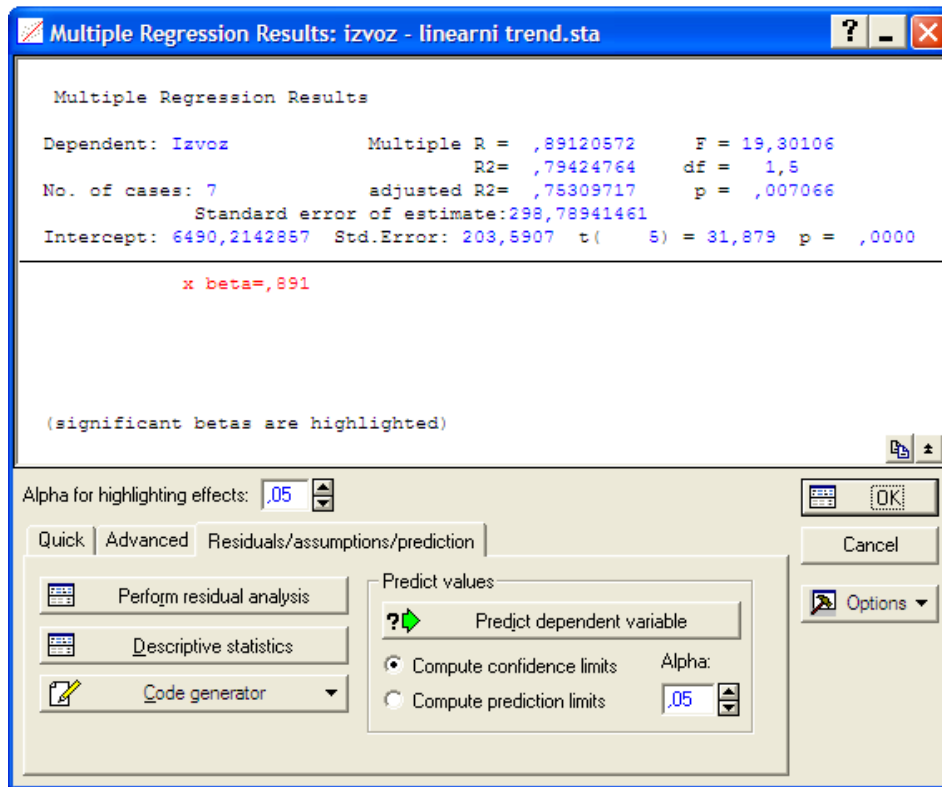 Multiple Regression Results: izvoz - linearni trend.sta
Multiple Regression Results
Dependent: Izvoz Multiple R = ,89120572 F = 19,30106
R2= ,79424764 df = 1,5
No. of cases: 7 adjusted R2= ,75309717 p = ,007066
Standard error of estimate:298,78941461
Intercept: 6490,2142857 Std.Error: 203,5907 t( 5) = 31,879 p = ,0000
x beta=,891
(significant betas are highlighted)
Alpha for highlighting effects: ,05
OK
Quick Advanced Residuals/assumptions/prediction
Cancel
Options
Perform residual analysis
Descriptive statistics
Code generator
Predict values
Predict dependent variable
Compute confidence limits
Compute prediction limits
Alpha:
,05